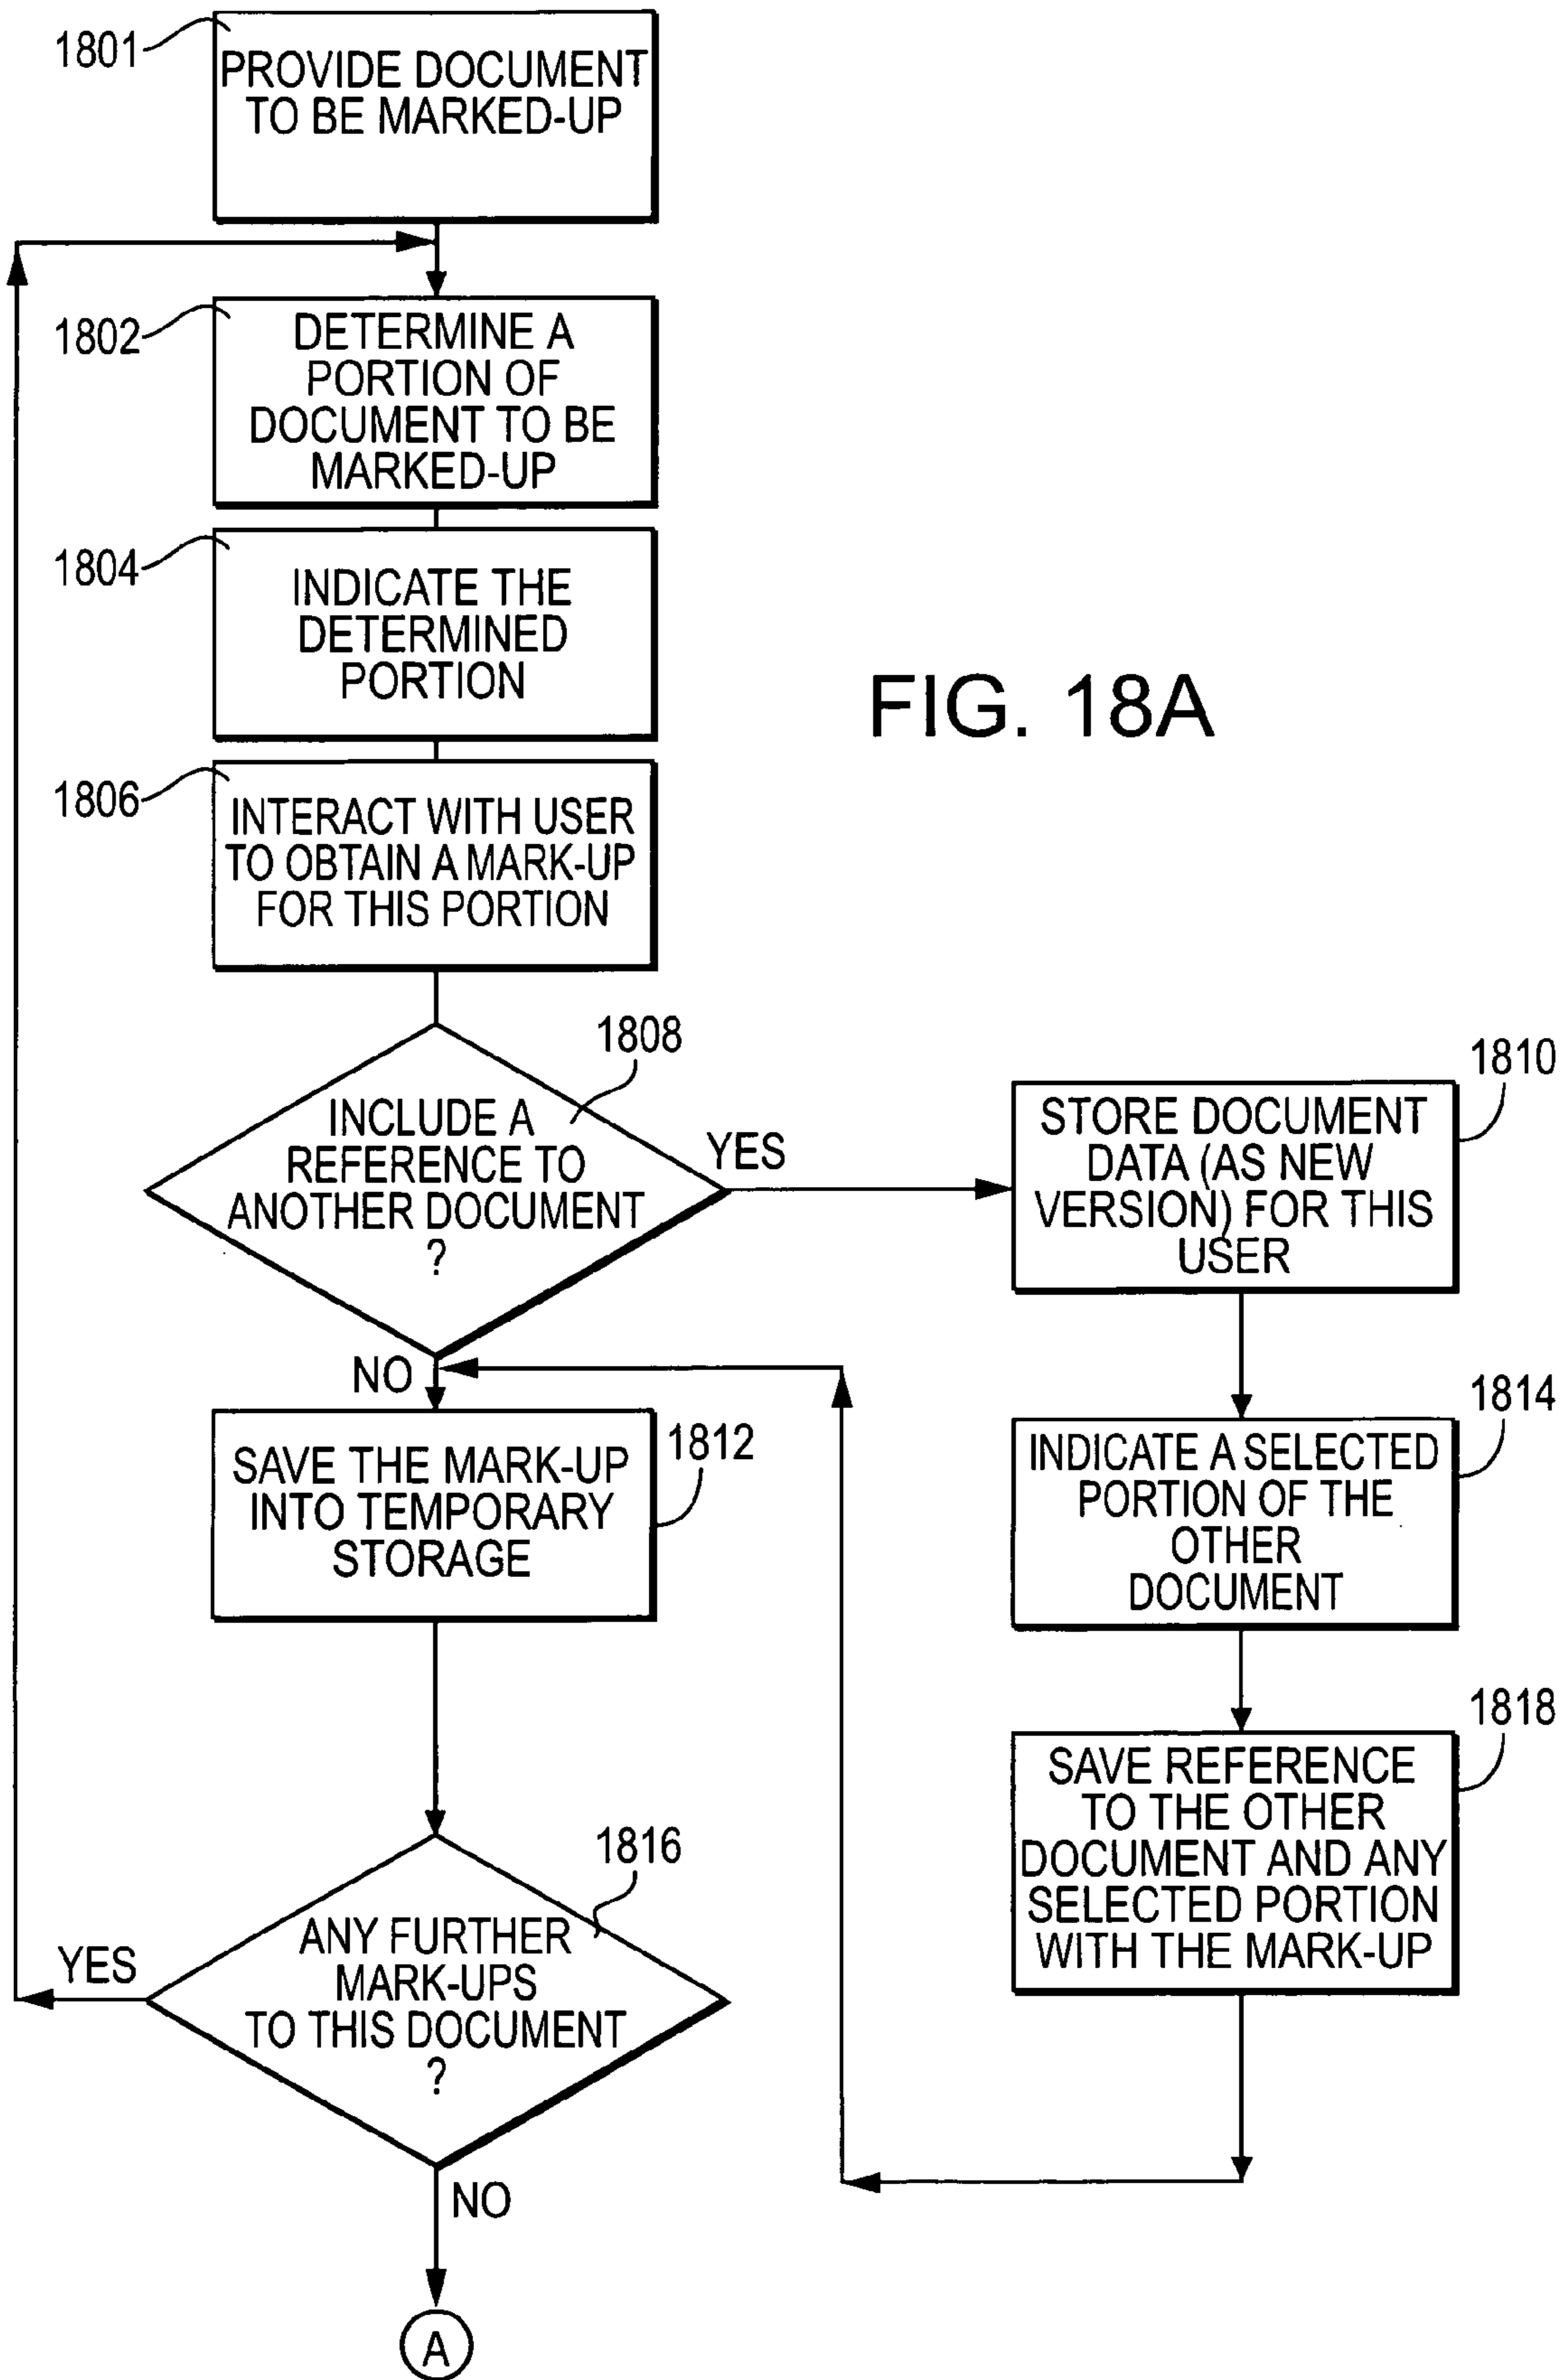 1801
PROVIDE DOCUMENT
TO BE MARKED-UP
1802
DETERMINE A
PORTION OF
DOCUMENT TO BE
MARKED-UP
1804
INDICATE THE
DETERMINED
PORTION
FIG. 18A
1806
INTERACT WITH USER
TO OBTAIN A MARK-UP
FOR THIS PORTION
1808
INCLUDE A
REFERENCE TO
ANOTHER DOCUMENT
?
YES
NO
1810
STORE DOCUMENT
DATA (AS NEW
VERSION) FOR THIS
USER
1812
SAVE THE MARK-UP
INTO TEMPORARY
STORAGE
1814
INDICATE A SELECTED
PORTION OF THE
OTHER
DOCUMENT
1816
ANY FURTHER
MARK-UPS
TO THIS DOCUMENT
?
YES
NO
1818
SAVE REFERENCE
TO THE OTHER
DOCUMENT AND ANY
SELECTED PORTION
WITH THE MARK-UP
A